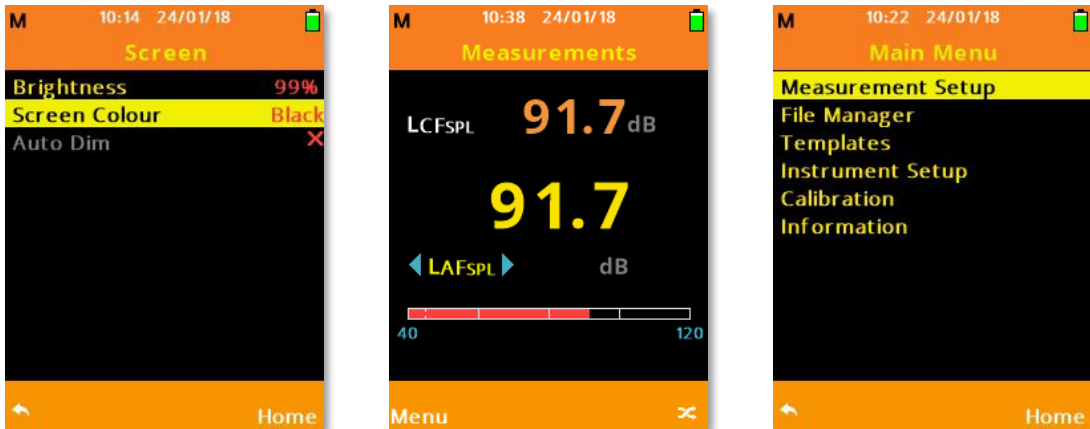 M 10:14 24/01/18
Screen
Brightness 99%
Screen Colour Black
Auto Dim
Home
M 10:38 24/01/18
Measurements
LCFSPL 91.7 dB
91.7
LAFSPL dB
40 120
Menu
M 10:22 24/01/18
Main Menu
Measurement Setup
File Manager
Templates
Instrument Setup
Calibration
Information
Home